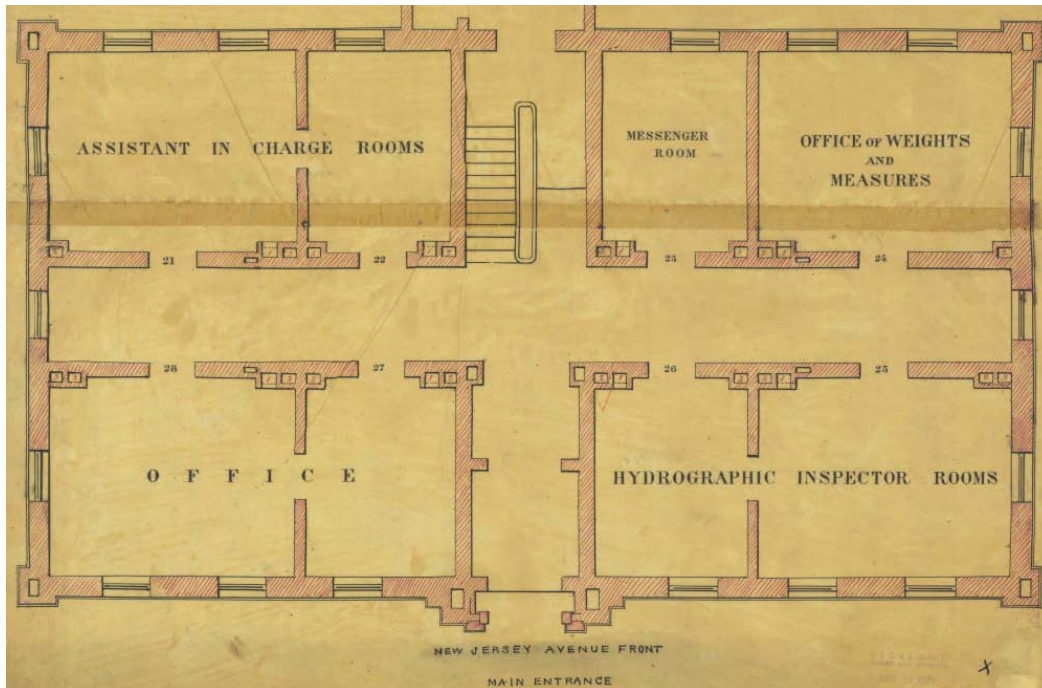 ASSISTANT IN CHARGE ROOMS
MESSENGER
ROOM
OFFICE OF WEIGHTS
AND
MEASURES
21
22
23
24
28
27
26
25
OFFICE
HYDROGRAPHIC INSPECTOR ROOMS
NEW JERSEY AVENUE FRONT
MAIN ENTRANCE
X